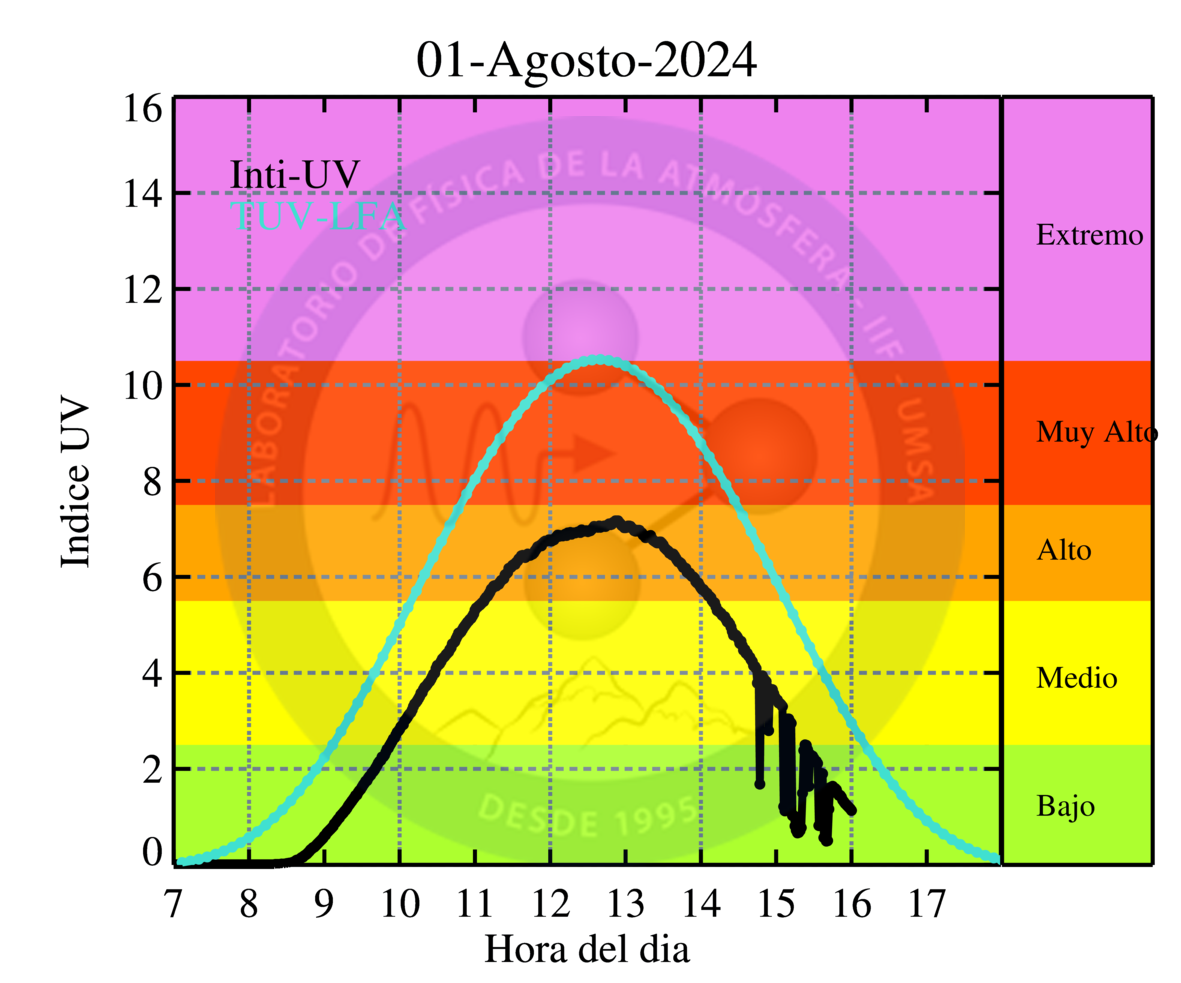 01-Agosto-2024
16
14
12
10
8
6
4
2
0
Indice UV
Inti-UV
TUV-LFA
LABORATORIO DE FÍSICA DE LA ATMÓSFERA - IIF - UMSA
DESDE 1995
Extremo
Muy Alto
Alto
Medio
Bajo
7 8 9 10 11 12 13 14 15 16 17
Hora del dia